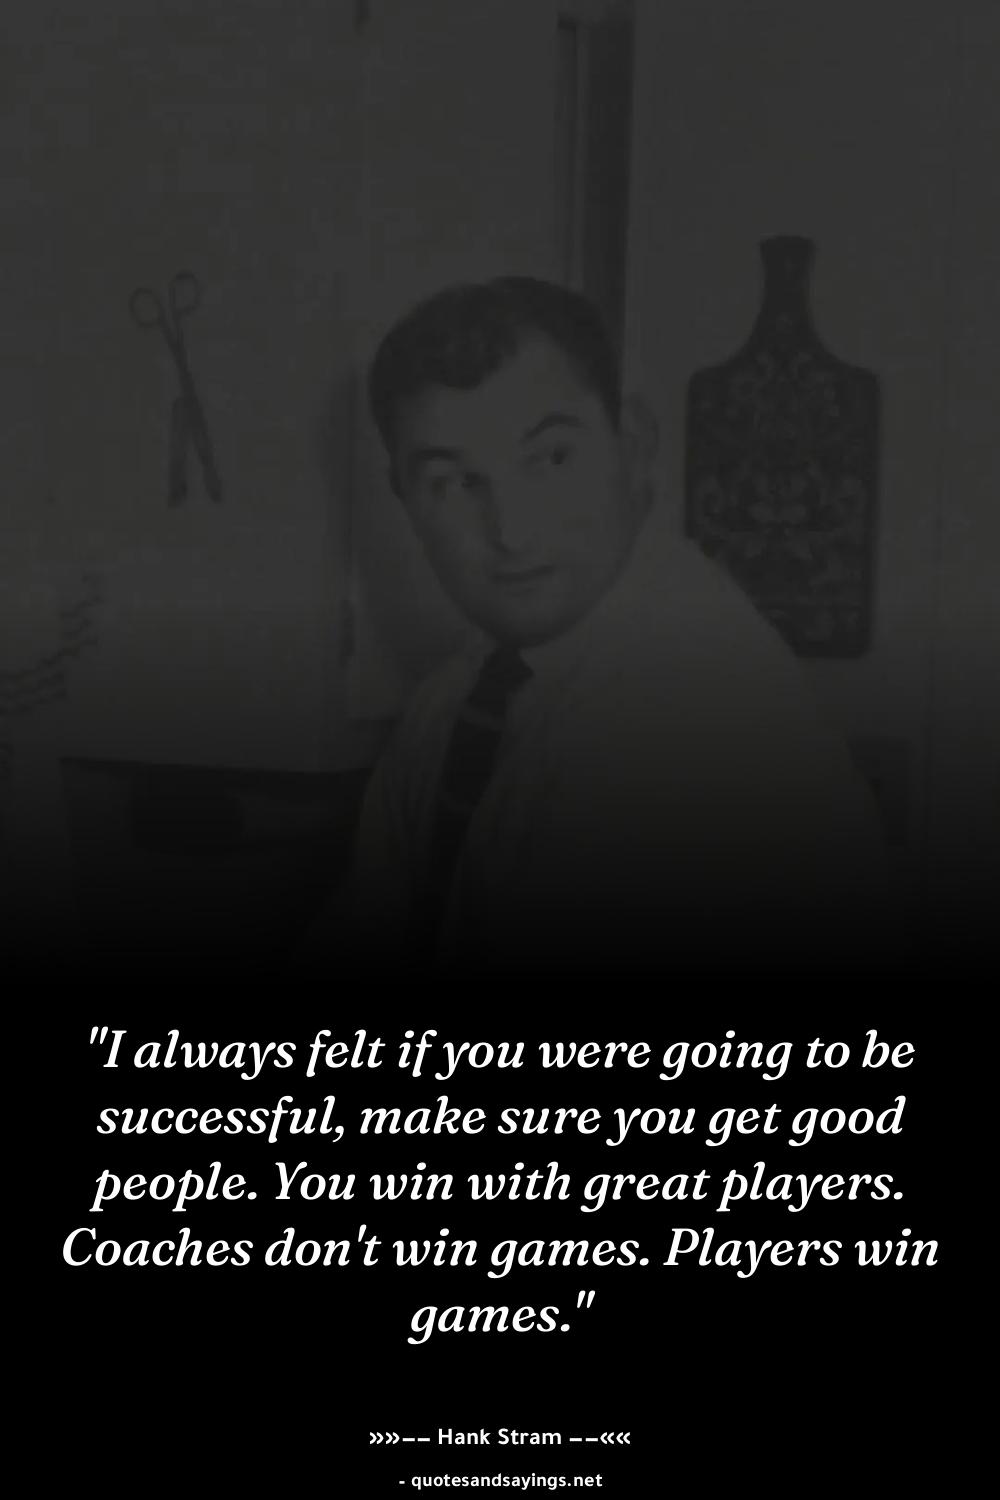 "I always felt if you were going to be
successful, make sure you get good
people. You win with great players.
Coaches don't win games. Players win
games."
»»–– Hank Stram ––««
- quotesandsayings.net